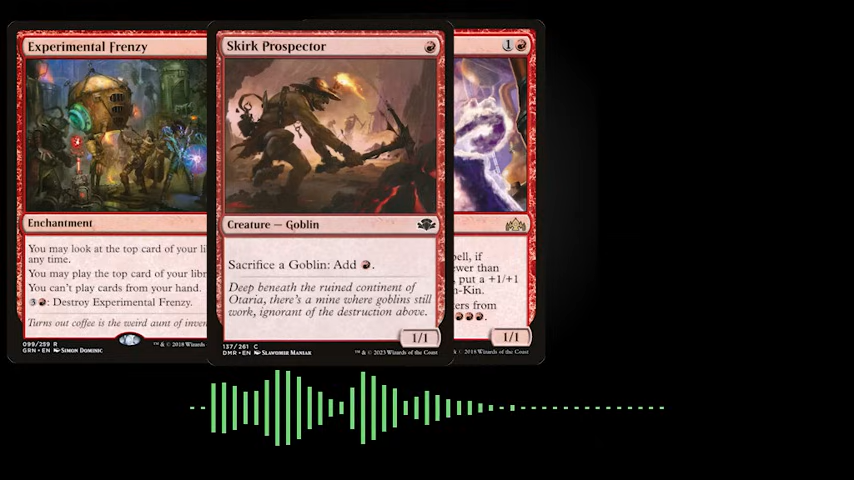 Experimental Frenzy
Enchantment
You may look at the top card of your li
any time.
You may play the top card of your libr
You can't play cards from your hand.
3: Destroy Experimental Frenzy.
Turns out coffee is the weird aunt of inven
099/259 R
GRN • EN SIMON DOMINIC
™ & © 2018 Wizards
Skirk Prospector
Creature — Goblin
Sacrifice a Goblin: Add .
Deep beneath the ruined continent of
Otaria, there's a mine where goblins still
work, ignorant of the destruction above.
1/1
137/261 C
DMR • EN SLAWOMIR MANIAK
™ & © 2023 Wizards of the Coast
1
pell, if
ewer than
, put a +1/+1
n-Kin.
ters from
1/1
& © 2018 Wizards of the Coast